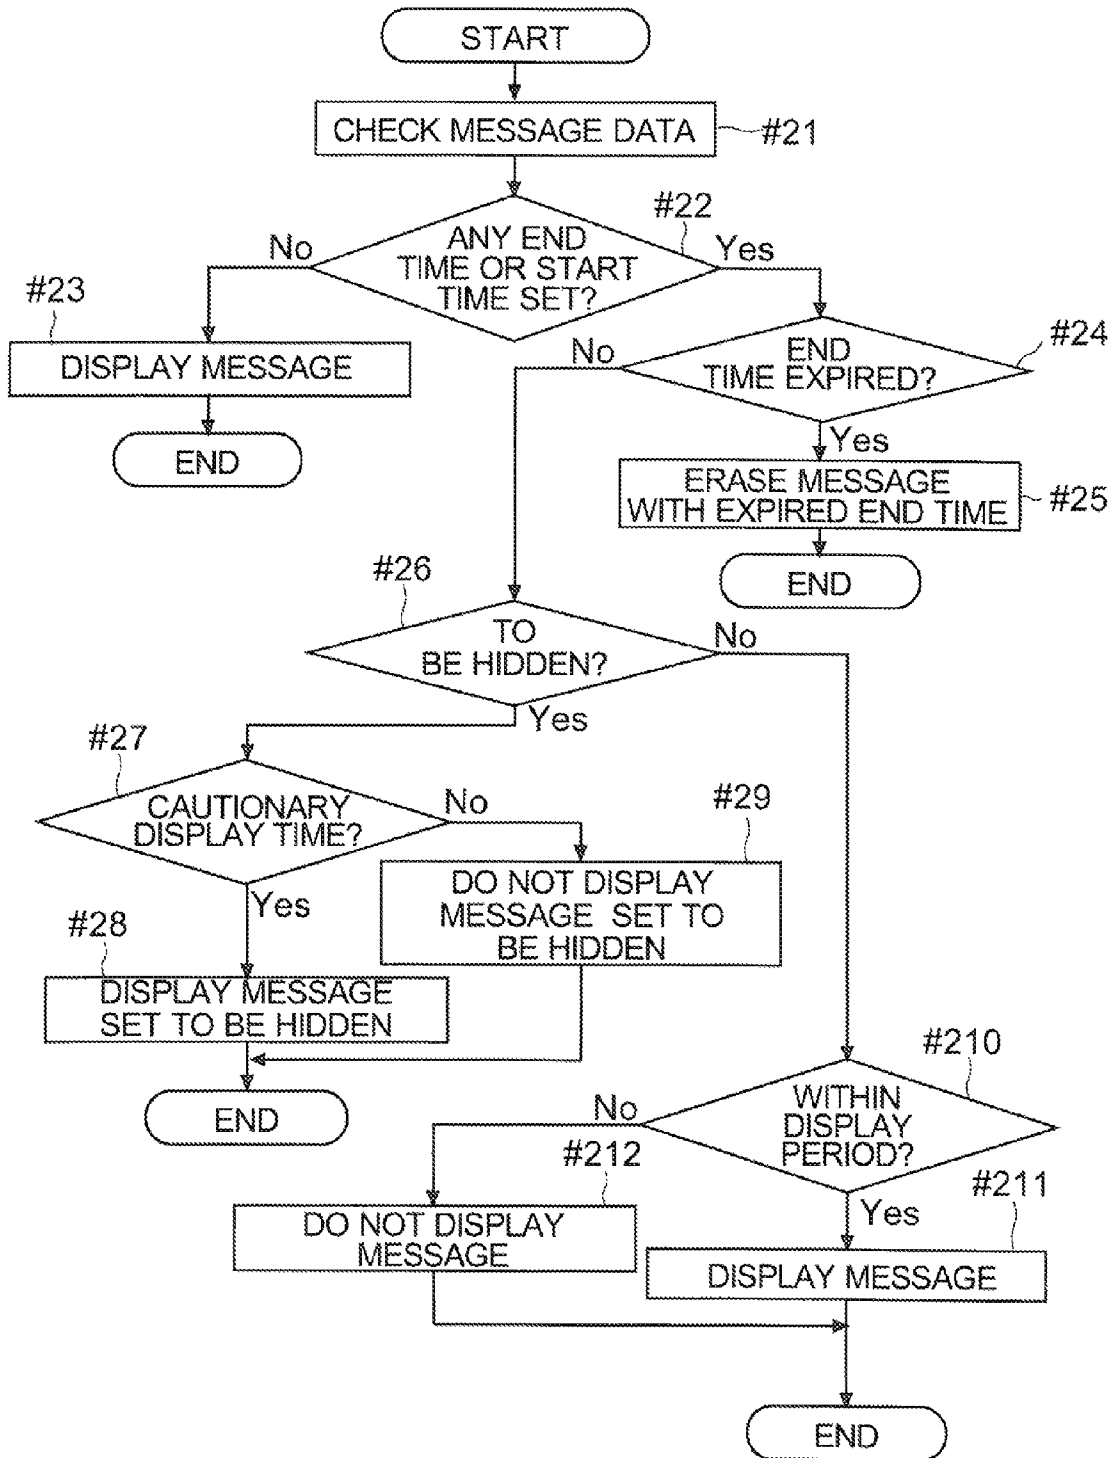 START
CHECK MESSAGE DATA
#21
#22
ANY END
TIME OR START
TIME SET?
No
Yes
#23
DISPLAY MESSAGE
END
#24
END
TIME EXPIRED?
No
Yes
ERASE MESSAGE
WITH EXPIRED END TIME
#25
END
#26
TO
BE HIDDEN?
No
Yes
#27
CAUTIONARY
DISPLAY TIME?
No
Yes
#29
DO NOT DISPLAY
MESSAGE SET TO
BE HIDDEN
#28
DISPLAY MESSAGE
SET TO BE HIDDEN
END
#210
WITHIN
DISPLAY
PERIOD?
No
Yes
#212
DO NOT DISPLAY
MESSAGE
#211
DISPLAY MESSAGE
END